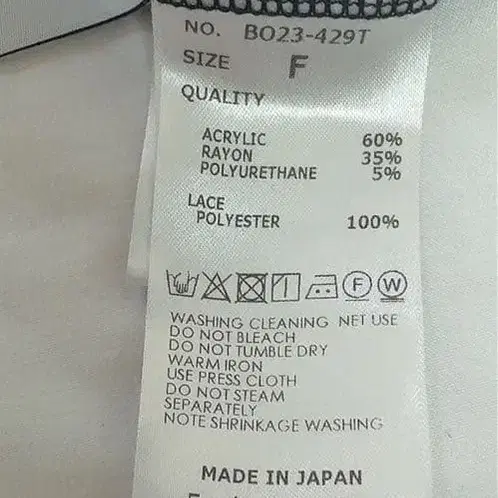 NO. BO23-429T
SIZE F
QUALITY
ACRYLIC 60%
RAYON 35%
POLYURETHANE 5%
LACE
POLYESTER 100%
F W
WASHING CLEANING NET USE
DO NOT BLEACH
DO NOT TUMBLE DRY
WARM IRON
USE PRESS CLOTH
DO NOT STEAM
SEPARATELY
NOTE SHRINKAGE WASHING
MADE IN JAPAN